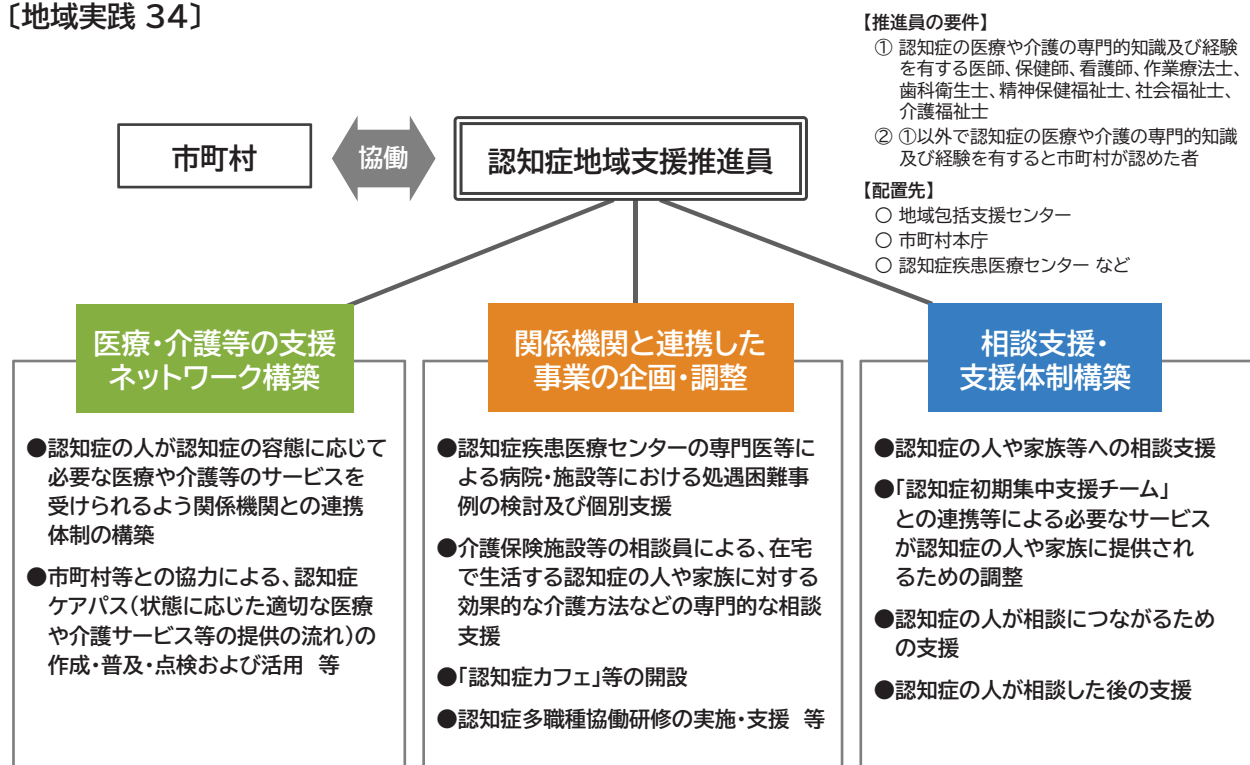 〔地域実践 34〕
【推進員の要件】
① 認知症の医療や介護の専門的知識及び経験
を有する医師、保健師、看護師、作業療法士、
歯科衛生士、精神保健福祉士、社会福祉士、
介護福祉士
② ①以外で認知症の医療や介護の専門的知識
及び経験を有すると市町村が認めた者
【配置先】
○ 地域包括支援センター
○ 市町村本庁
○ 認知症疾患医療センター など
市町村
協働
認知症地域支援推進員
医療・介護等の支援
ネットワーク構築
●認知症の人が認知症の容態に応じて
必要な医療や介護等のサービスを
受けられるよう関係機関との連携
体制の構築
●市町村等との協力による、認知症
ケアパス(状態に応じた適切な医療
や介護サービス等の提供の流れ)の
作成・普及・点検および活用 等
関係機関と連携した
事業の企画・調整
●認知症疾患医療センターの専門医等に
よる病院・施設等における処遇困難事
例の検討及び個別支援
●介護保険施設等の相談員による、在宅
で生活する認知症の人や家族に対する
効果的な介護方法などの専門的な相談
支援
●「認知症カフェ」等の開設
●認知症多職種協働研修の実施・支援 等
相談支援・
支援体制構築
●認知症の人や家族等への相談支援
●「認知症初期集中支援チーム」
との連携等による必要なサービス
が認知症の人や家族に提供され
るための調整
●認知症の人が相談につながるため
の支援
●認知症の人が相談した後の支援